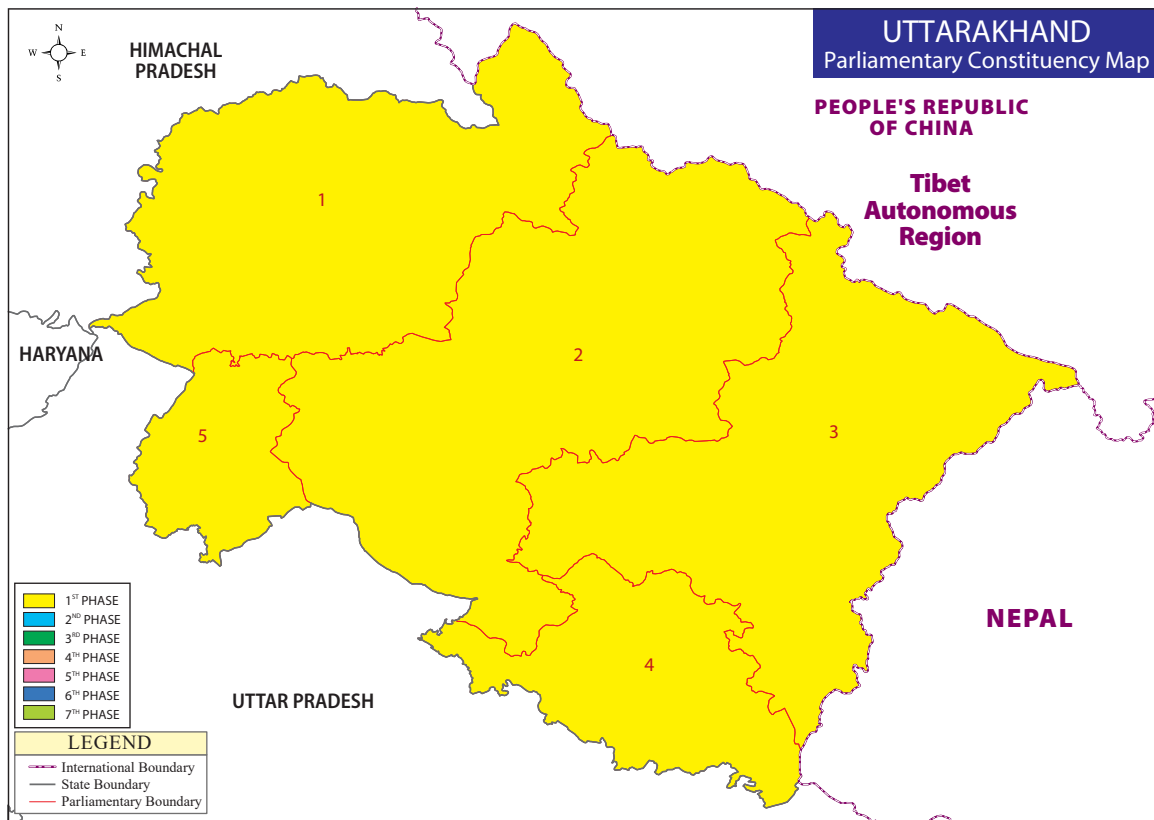 UTTARAKHAND
Parliamentary Constituency Map
N
W E
S
HIMACHAL
PRADESH
PEOPLE'S REPUBLIC
OF CHINA
Tibet
Autonomous
Region
1
HARYANA
2
3
5
4
NEPAL
UTTAR PRADESH
1ST PHASE
2ND PHASE
3RD PHASE
4TH PHASE
5TH PHASE
6TH PHASE
7TH PHASE
LEGEND
International Boundary
State Boundary
Parliamentary Boundary